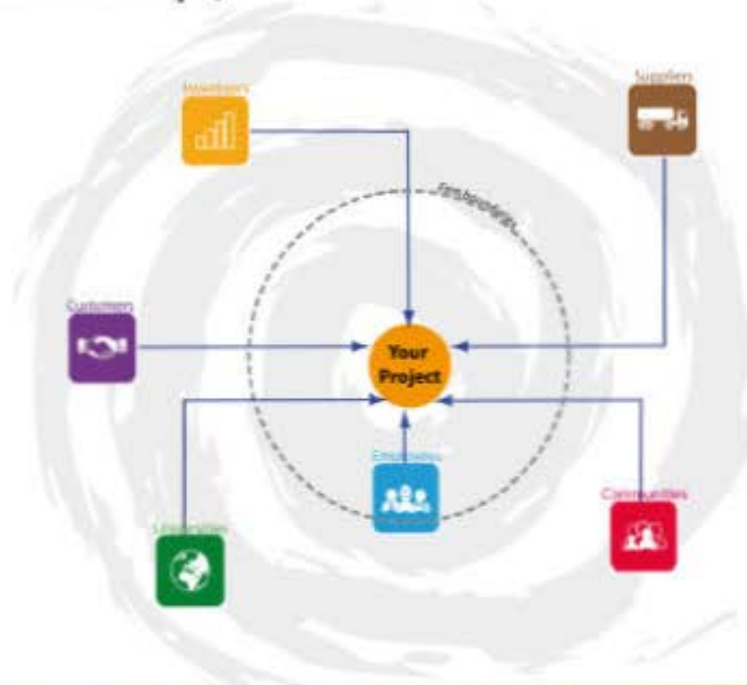 Investors
Suppliers
Customers
Your
Project
Employees
Communities